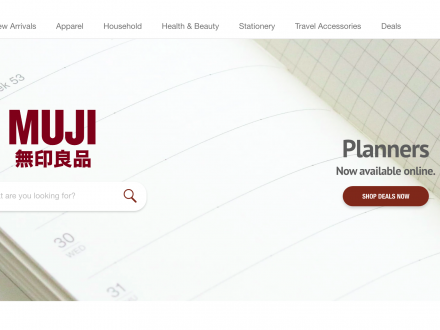 ew Arrivals Apparel Household Health & Beauty Stationery Travel Accessories Deals
ek 53
MUJI
無印良品
Planners
Now available online.
t are you looking for?
SHOP DEALS NOW
30
WED
31